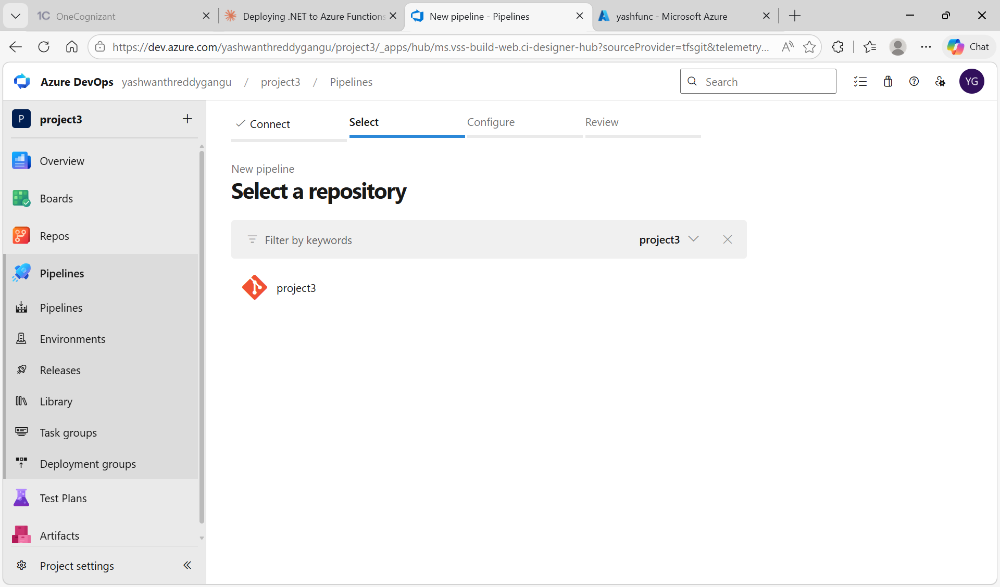 1C OneCognizant
Deploying .NET to Azure Functions
New pipeline - Pipelines
yashfunc - Microsoft Azure
https://dev.azure.com/yashwanthreddygangu/project3/_apps/hub/ms.vss-build-web.ci-designer-hub?sourceProvider=tfsgit&telemetry...
Chat
Azure DevOps yashwanthreddygangu / project3 / Pipelines
Search
YG
P project3
Overview
Boards
Repos
Pipelines
Pipelines
Environments
Releases
Library
Task groups
Deployment groups
Test Plans
Artifacts
Project settings
Connect
Select
Configure
Review
New pipeline
Select a repository
Filter by keywords
project3
project3